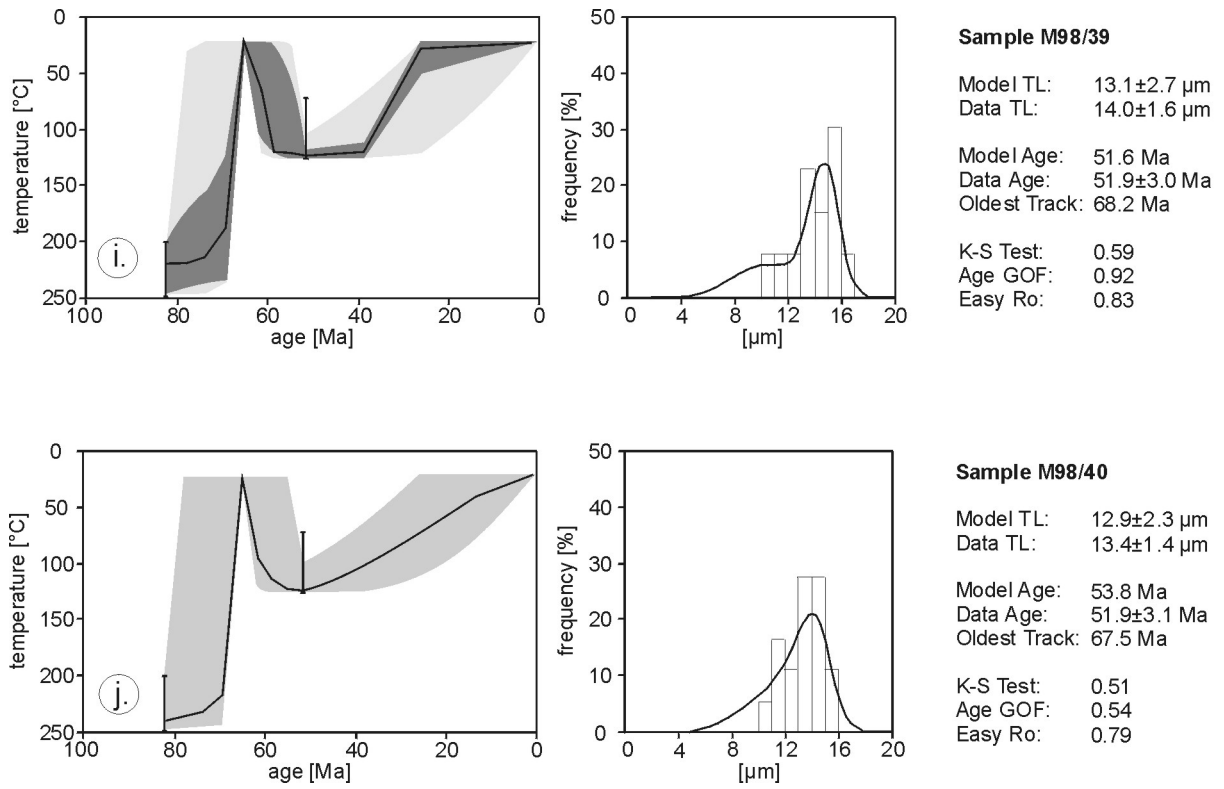 temperature [°C]
0
50
100
150
200
250
i.
100
80
60
40
20
0
age [Ma]
frequency [%]
50
40
30
20
10
0
0
4
8
12
16
20
[µm]
Sample M98/39
Model TL: 13.1±2.7 µm
Data TL: 14.0±1.6 µm
Model Age: 51.6 Ma
Data Age: 51.9±3.0 Ma
Oldest Track: 68.2 Ma
K-S Test: 0.59
Age GOF: 0.92
Easy Ro: 0.83
temperature [°C]
0
50
100
150
200
250
j.
100
80
60
40
20
0
age [Ma]
frequency [%]
50
40
30
20
10
0
0
4
8
12
16
20
[µm]
Sample M98/40
Model TL: 12.9±2.3 µm
Data TL: 13.4±1.4 µm
Model Age: 53.8 Ma
Data Age: 51.9±3.1 Ma
Oldest Track: 67.5 Ma
K-S Test: 0.51
Age GOF: 0.54
Easy Ro: 0.79